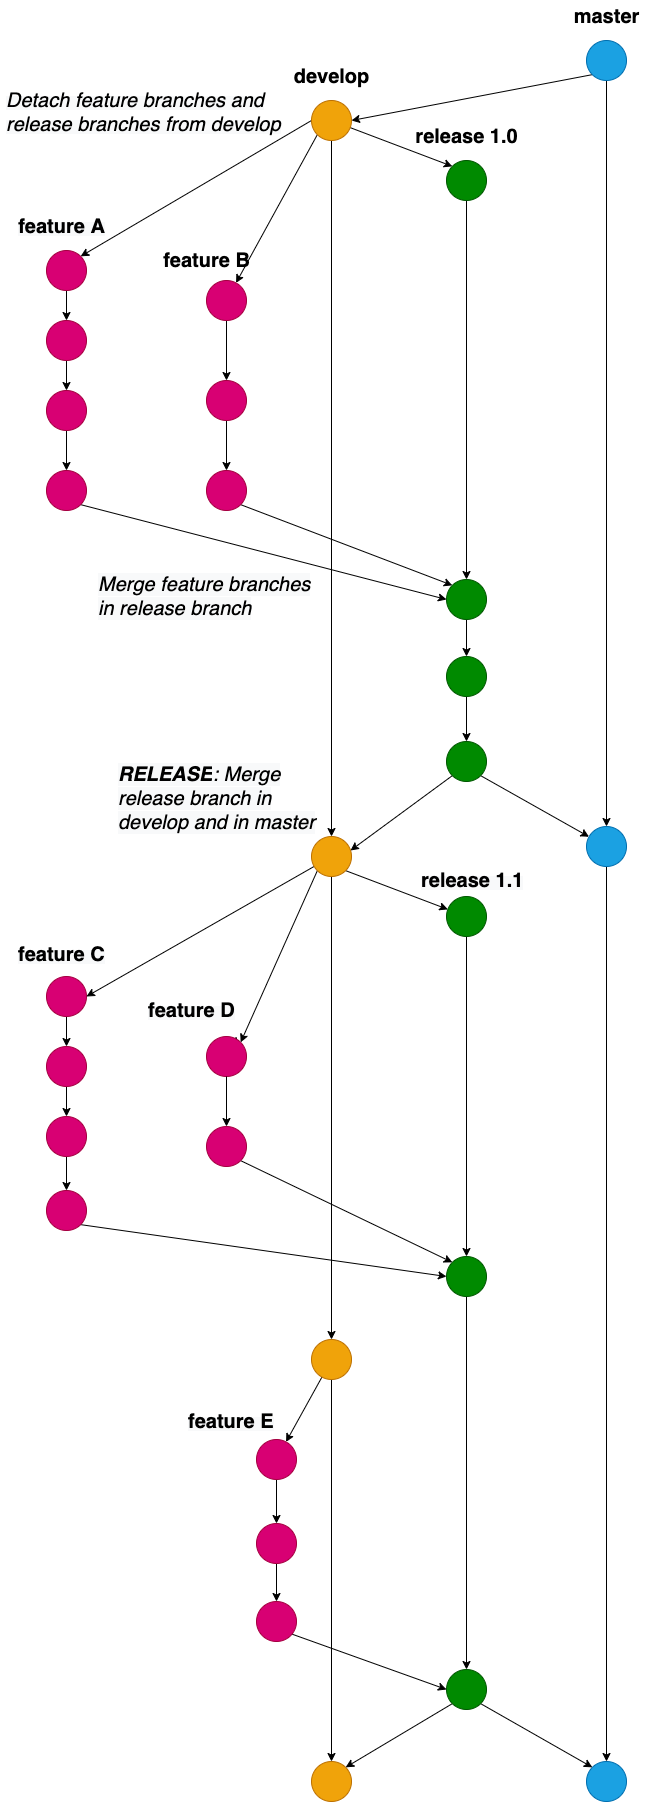 master
develop
Detach feature branches and
release branches from develop
release 1.0
feature A
feature B
Merge feature branches
in release branch
RELEASE: Merge
release branch in
develop and in master
release 1.1
feature C
feature D
feature E